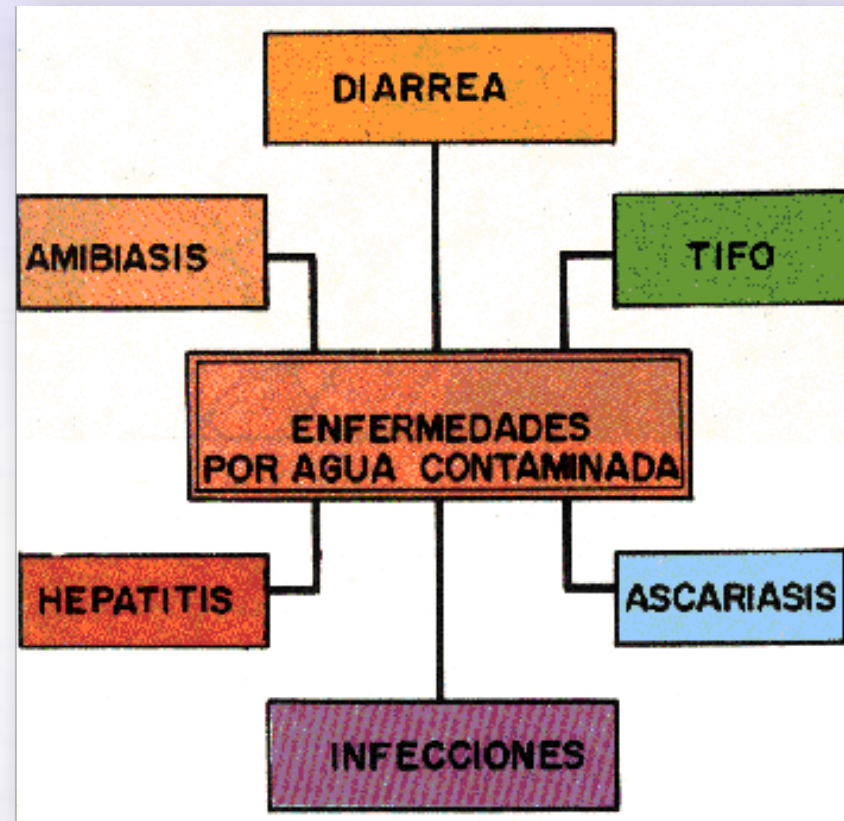 DIARREA
AMIBIASIS
TIFO
ENFERMEDADES
POR AGUA CONTAMINADA
HEPATITIS
ASCARIASIS
INFECCIONES